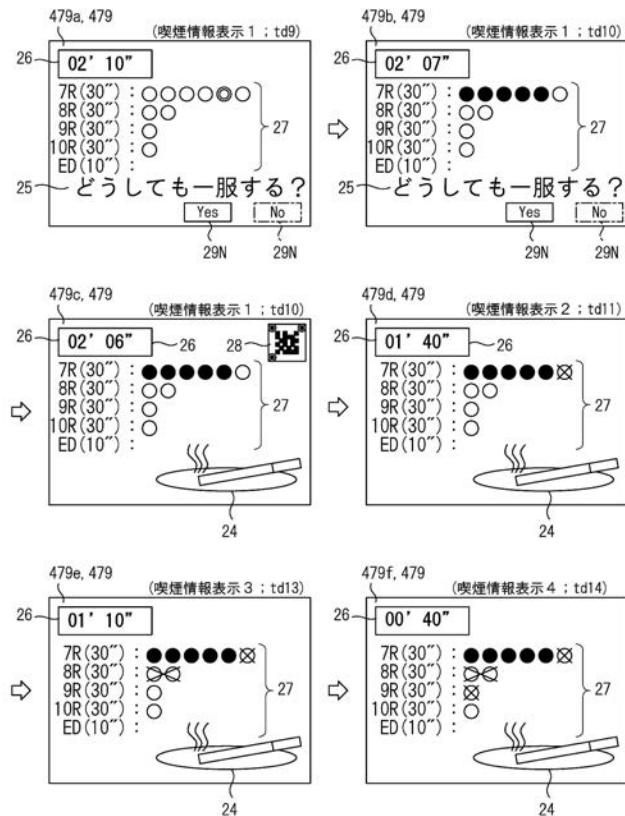 479a, 479
(喫煙情報表示1;td9)
26
02' 10"
7R(30")：
8R(30")：
9R(30")：
10R(30")：
ED(10")：
27
25
どうしても一服する?
Yes
No
29N
29N
479b, 479
(喫煙情報表示1;td10)
26
02' 07"
7R(30")：
8R(30")：
9R(30")：
10R(30")：
ED(10")：
27
25
どうしても一服する?
Yes
No
29N
29N
479c, 479
(喫煙情報表示1;td10)
26
02' 06"
26
28
7R(30")：
8R(30")：
9R(30")：
10R(30")：
ED(10")：
27
24
479d, 479
(喫煙情報表示2;td11)
26
01' 40"
26
7R(30")：
8R(30")：
9R(30")：
10R(30")：
ED(10")：
27
24
479e, 479
(喫煙情報表示3;td13)
26
01' 10"
7R(30")：
8R(30")：
9R(30")：
10R(30")：
ED(10")：
27
24
479f, 479
(喫煙情報表示4;td14)
26
00' 40"
7R(30")：
8R(30")：
9R(30")：
10R(30")：
ED(10")：
27
24